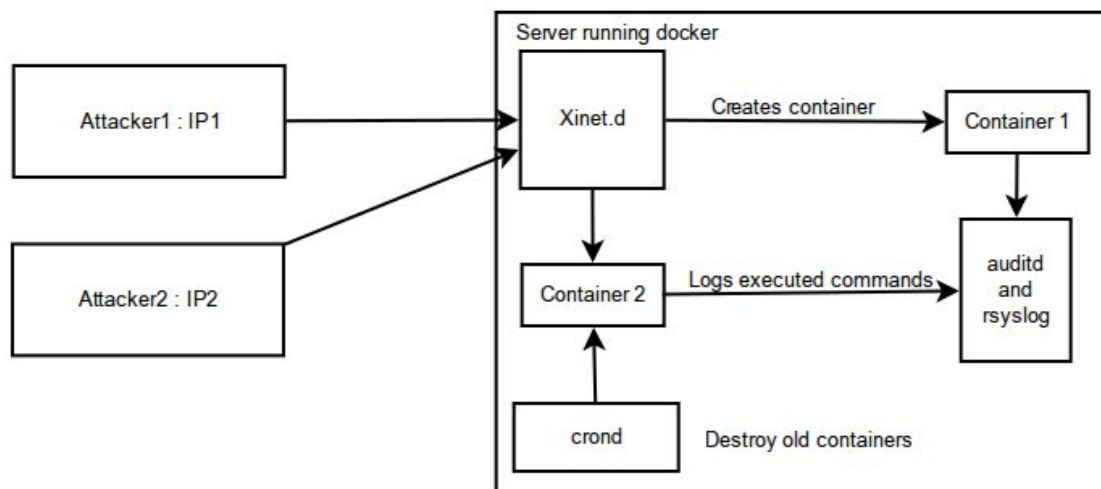 Server running docker
Attacker1 : IP1
Xinet.d
Creates container
Container 1
Attacker2 : IP2
Container 2
Logs executed commands
auditd
and
rsyslog
crond
Destroy old containers